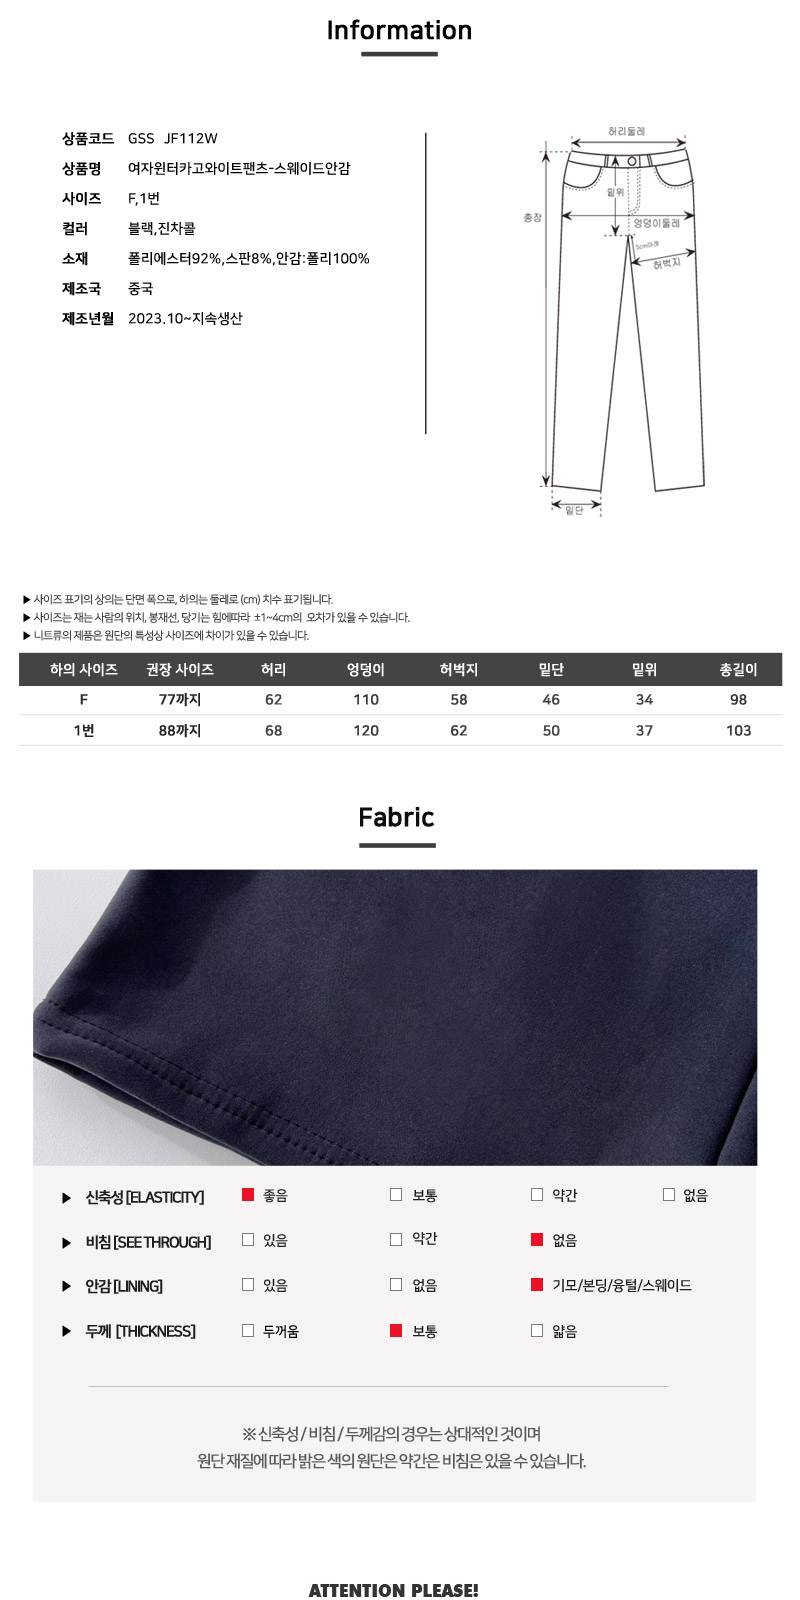 Information
상품코드 GSS JF112W
상품명 여자윈터카고와이트팬츠-스웨이드안감
사이즈 F,1번
컬러 블랙,진차콜
소재 폴리에스터92%,스판8%,안감:폴리100%
제조국 중국
제조년월 2023.10~지속생산
허리둘레
밑위
총장
엉덩이둘레
5cm아래
허벅지
밑단
▶ 사이즈 표기의 상의는 단면 폭으로, 하의는 둘레로 (cm) 치수 표기됩니다.
▶ 사이즈는 재는 사람의 위치, 봉재선, 당기는 힘에따라 ±1~4cm의 오차가 있을 수 있습니다.
▶ 니트류의 제품은 원단의 특성상 사이즈에 차이가 있을 수 있습니다.
하의 사이즈 권장 사이즈 허리 엉덩이 허벅지 밑단 밑위 총길이
F 77까지 62 110 58 46 34 98
1번 88까지 68 120 62 50 37 103
Fabric
▶ 신축성 [ELASTICITY] ■ 좋음 □ 보통 □ 약간 □ 없음
▶ 비침 [SEE THROUGH] □ 있음 □ 약간 ■ 없음
▶ 안감 [LINING] □ 있음 □ 없음 ■ 기모/본딩/융털/스웨이드
▶ 두께 [THICKNESS] □ 두꺼움 ■ 보통 □ 얇음
※ 신축성 / 비침 / 두께감의 경우는 상대적인 것이며
원단 재질에 따라 밝은 색의 원단은 약간은 비침은 있을 수 있습니다.
ATTENTION PLEASE!